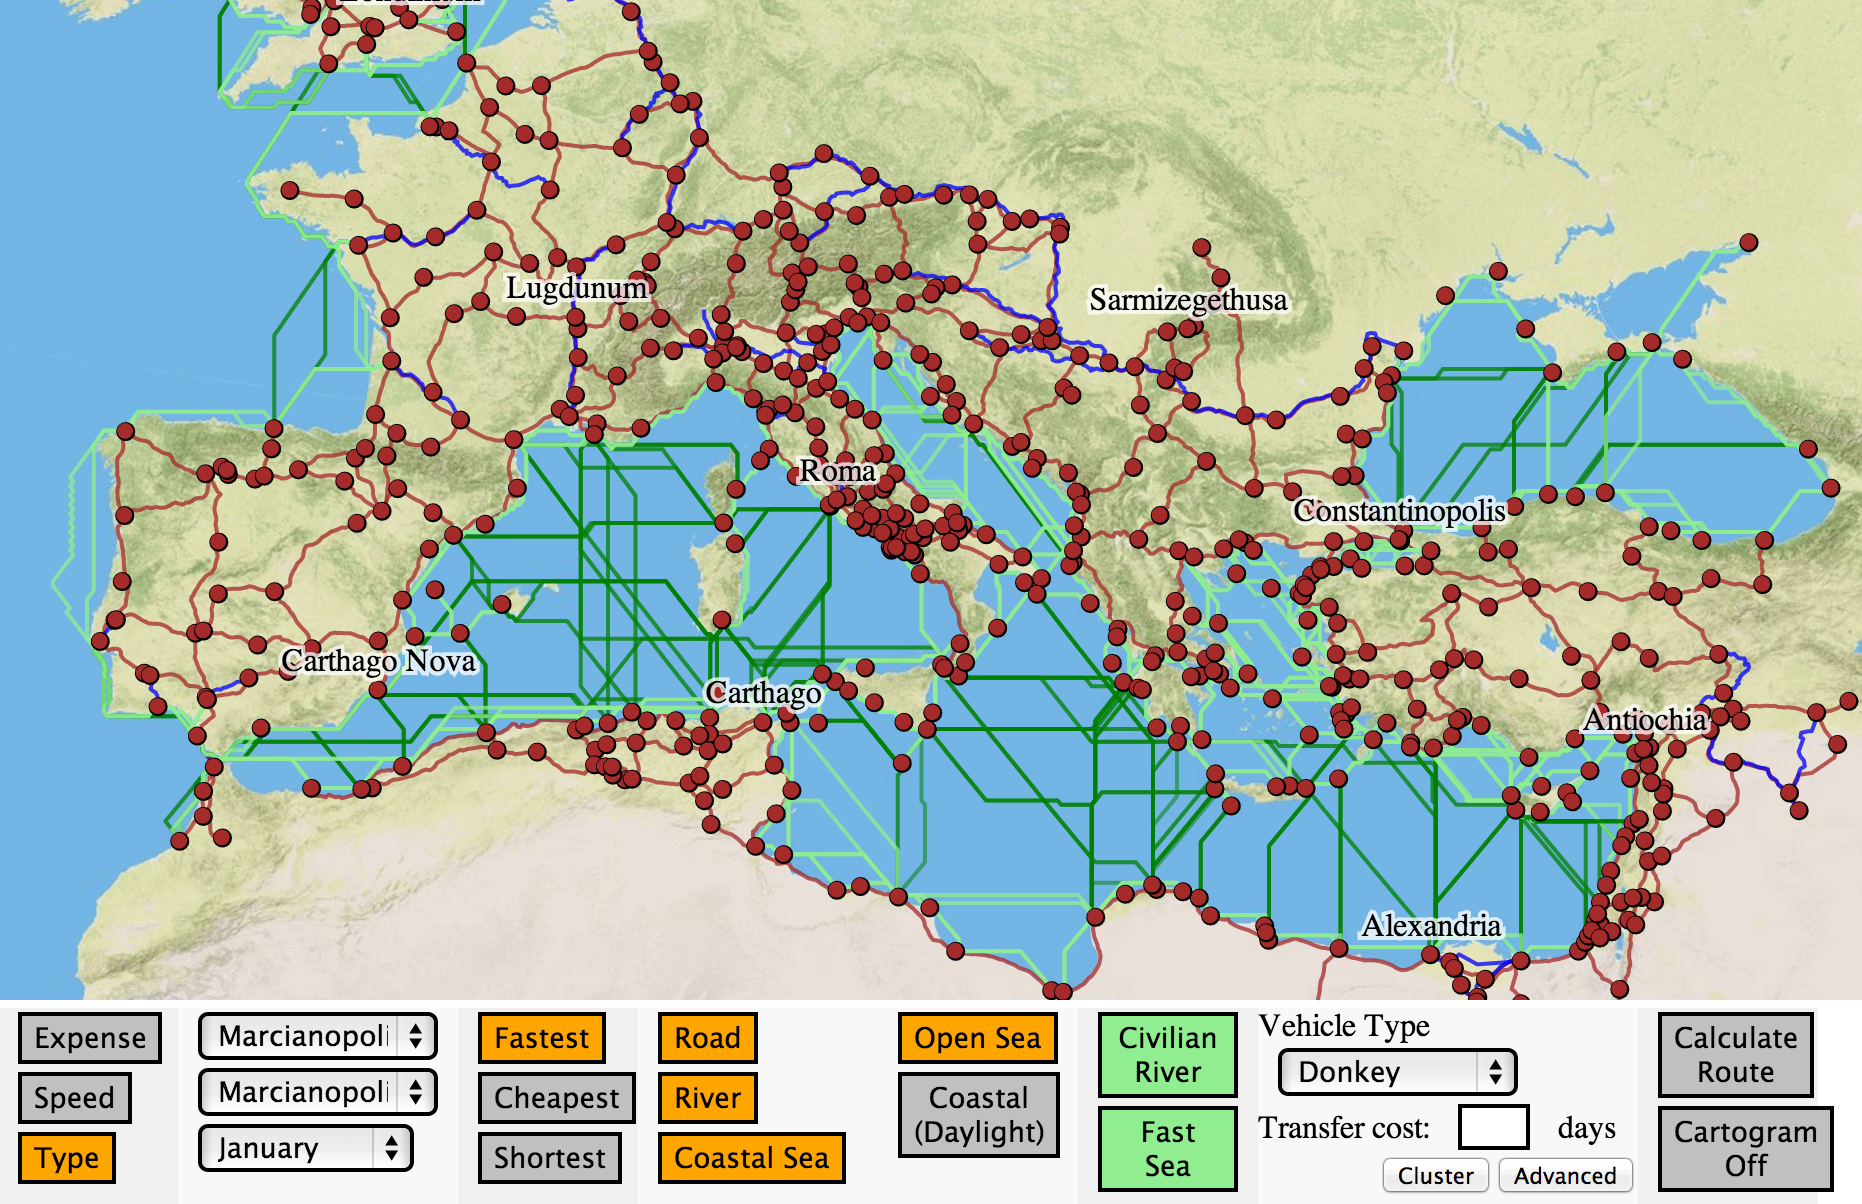 Lugdunum
Sarmizegethusa
Roma
Constantinopolis
Carthago Nova
Carthago
Antiochia
Alexandria
Expense
Speed
Type
Marcianopoli
Marcianopoli
January
Fastest
Cheapest
Shortest
Road
River
Coastal Sea
Open Sea
Coastal
(Daylight)
Civilian
River
Fast
Sea
Vehicle Type
Donkey
Transfer cost: days
Cluster Advanced
Calculate
Route
Cartogram
Off